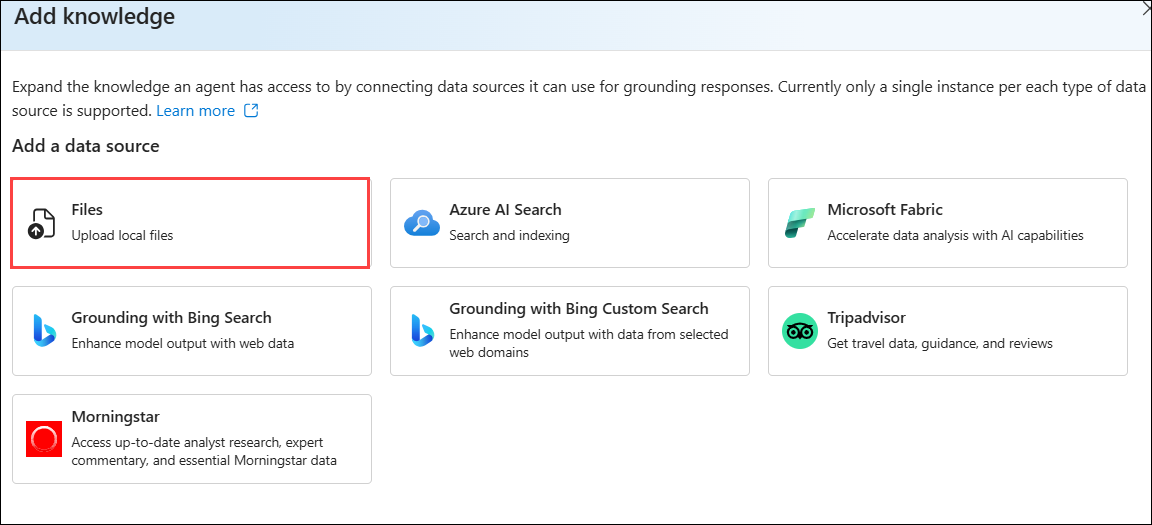 Add knowledge
Expand the knowledge an agent has access to by connecting data sources it can use for grounding responses. Currently only a single instance per each type of data
source is supported. Learn more
Add a data source
Files
Upload local files
Azure AI Search
Search and indexing
Microsoft Fabric
Accelerate data analysis with AI capabilities
Grounding with Bing Search
Enhance model output with web data
Grounding with Bing Custom Search
Enhance model output with data from selected
web domains
Tripadvisor
Get travel data, guidance, and reviews
Morningstar
Access up-to-date analyst research, expert
commentary, and essential Morningstar data